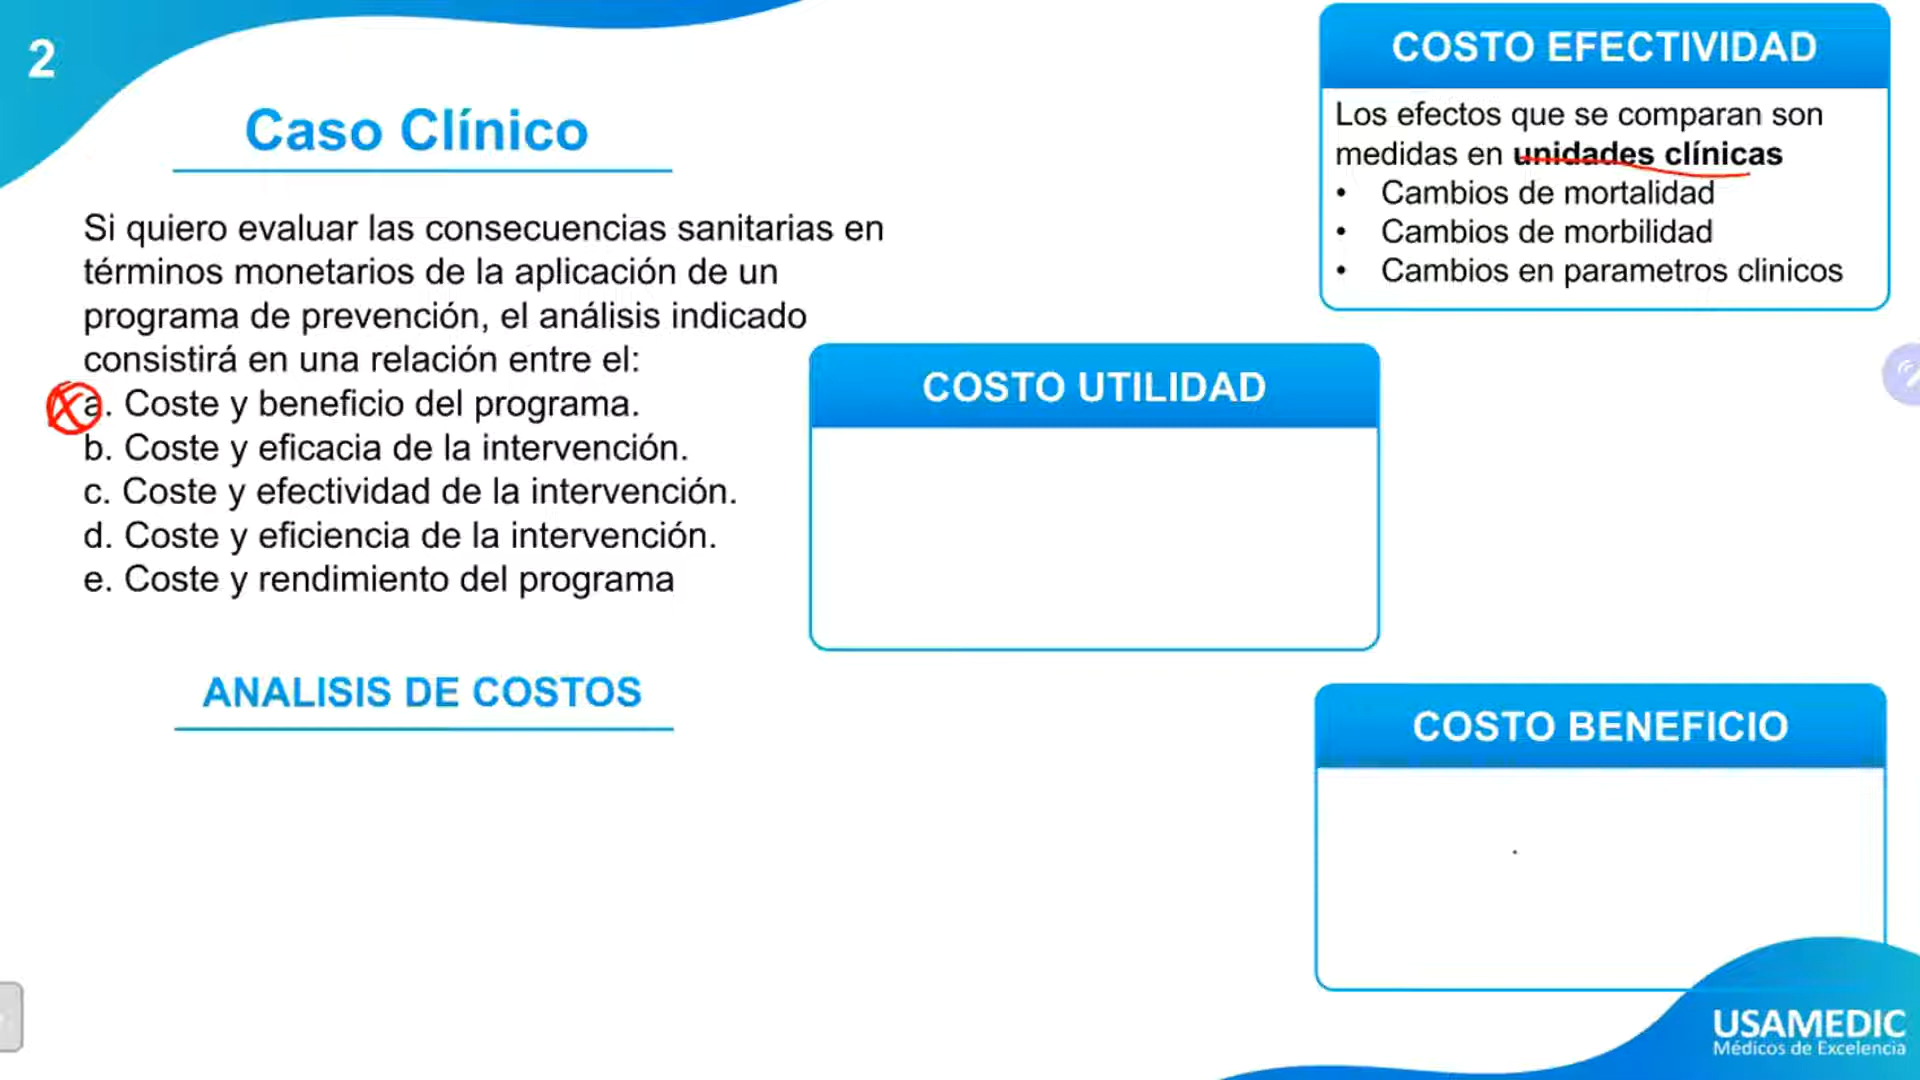 2
Caso Clínico
Si quiero evaluar las consecuencias sanitarias en
términos monetarios de la aplicación de un
programa de prevención, el análisis indicado
consistirá en una relación entre el:
a. Coste y beneficio del programa.
b. Coste y eficacia de la intervención.
c. Coste y efectividad de la intervención.
d. Coste y eficiencia de la intervención.
e. Coste y rendimiento del programa
ANALISIS DE COSTOS
COSTO EFECTIVIDAD
Los efectos que se comparan son
medidas en unidades clínicas
• Cambios de mortalidad
• Cambios de morbilidad
• Cambios en parametros clinicos
COSTO UTILIDAD
COSTO BENEFICIO
USAMEDIC
Médicos de Excelencia